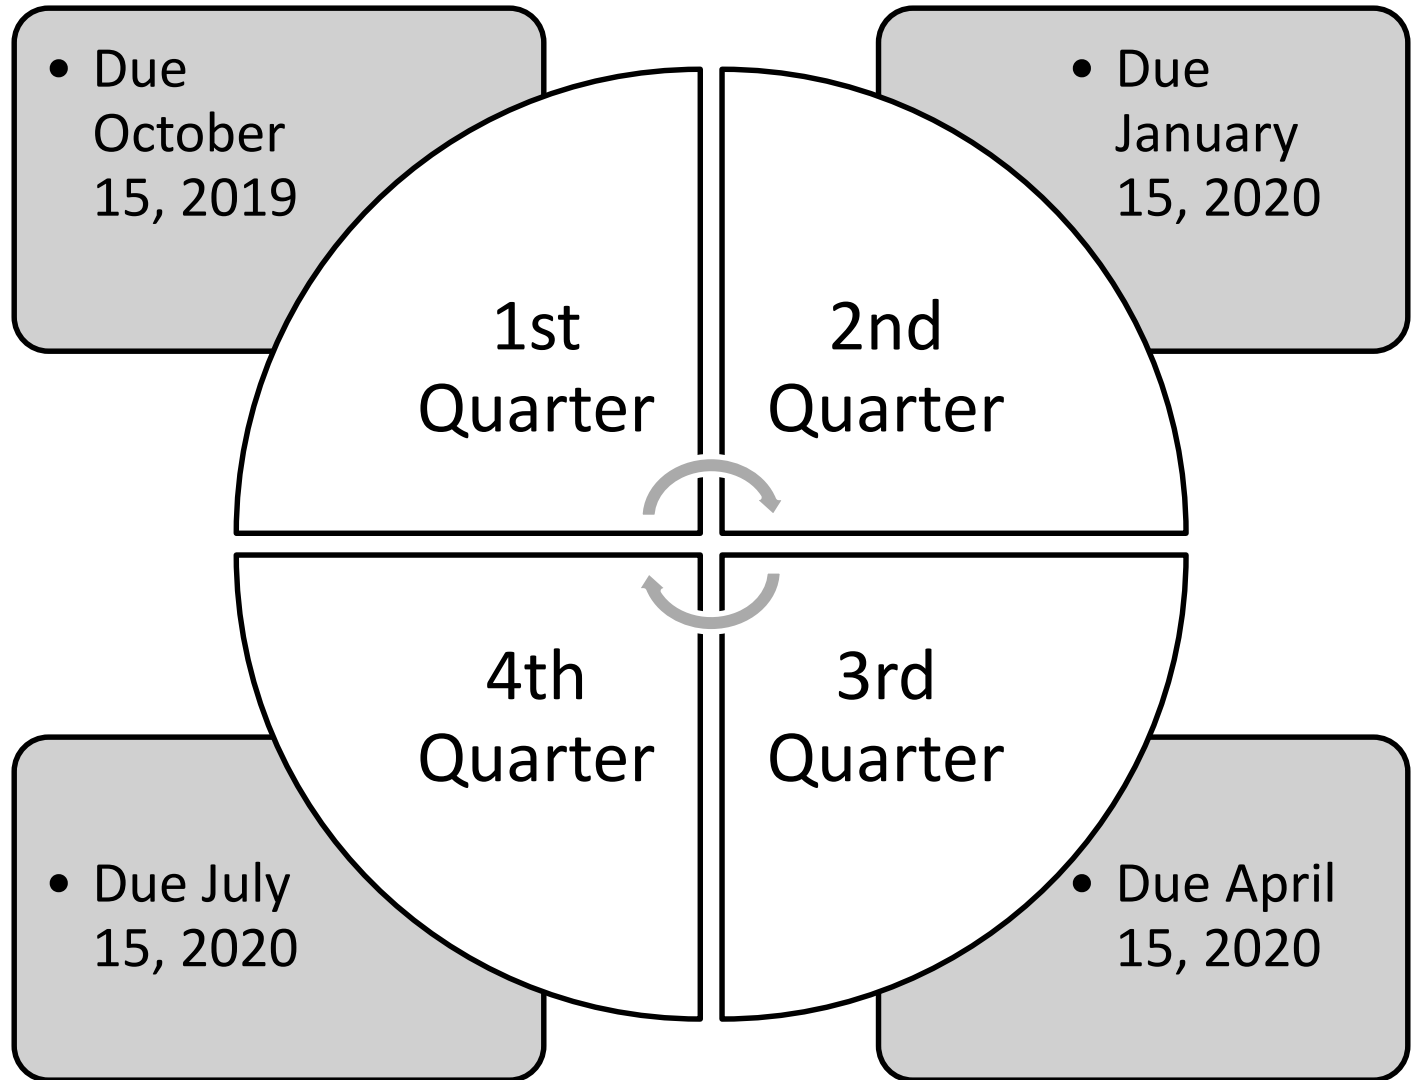 • Due
October
15, 2019
• Due
January
15, 2020
1st
Quarter
2nd
Quarter
4th
Quarter
3rd
Quarter
• Due July
15, 2020
• Due April
15, 2020